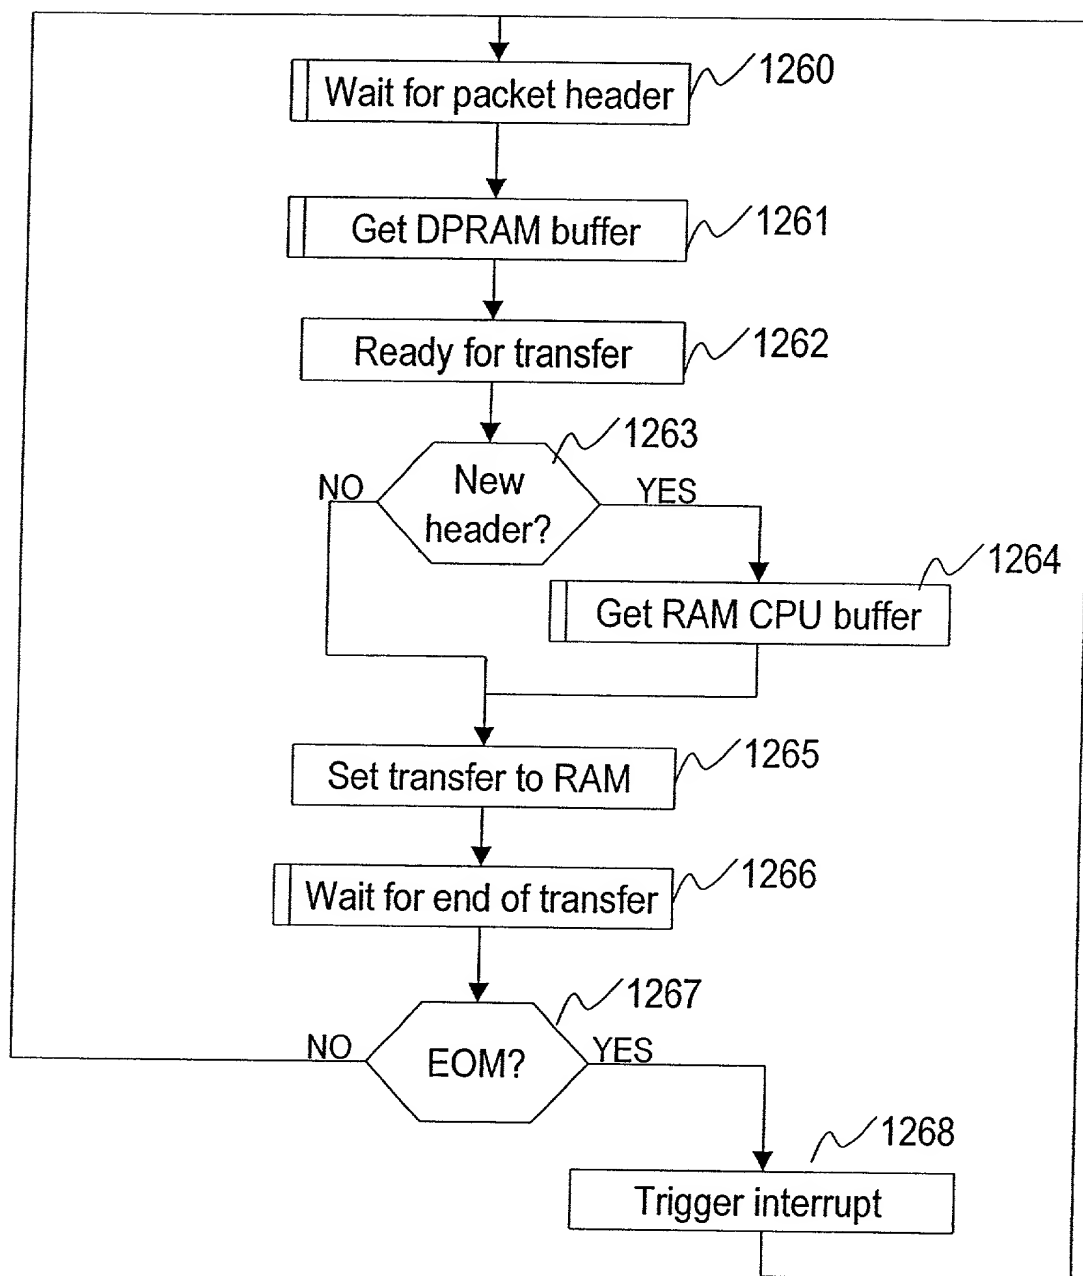 1260
Wait for packet header
1261
Get DPRAM buffer
1262
Ready for transfer
1263
New
header?
NO
YES
1264
Get RAM CPU buffer
1265
Set transfer to RAM
1266
Wait for end of transfer
1267
EOM?
NO
YES
1268
Trigger interrupt